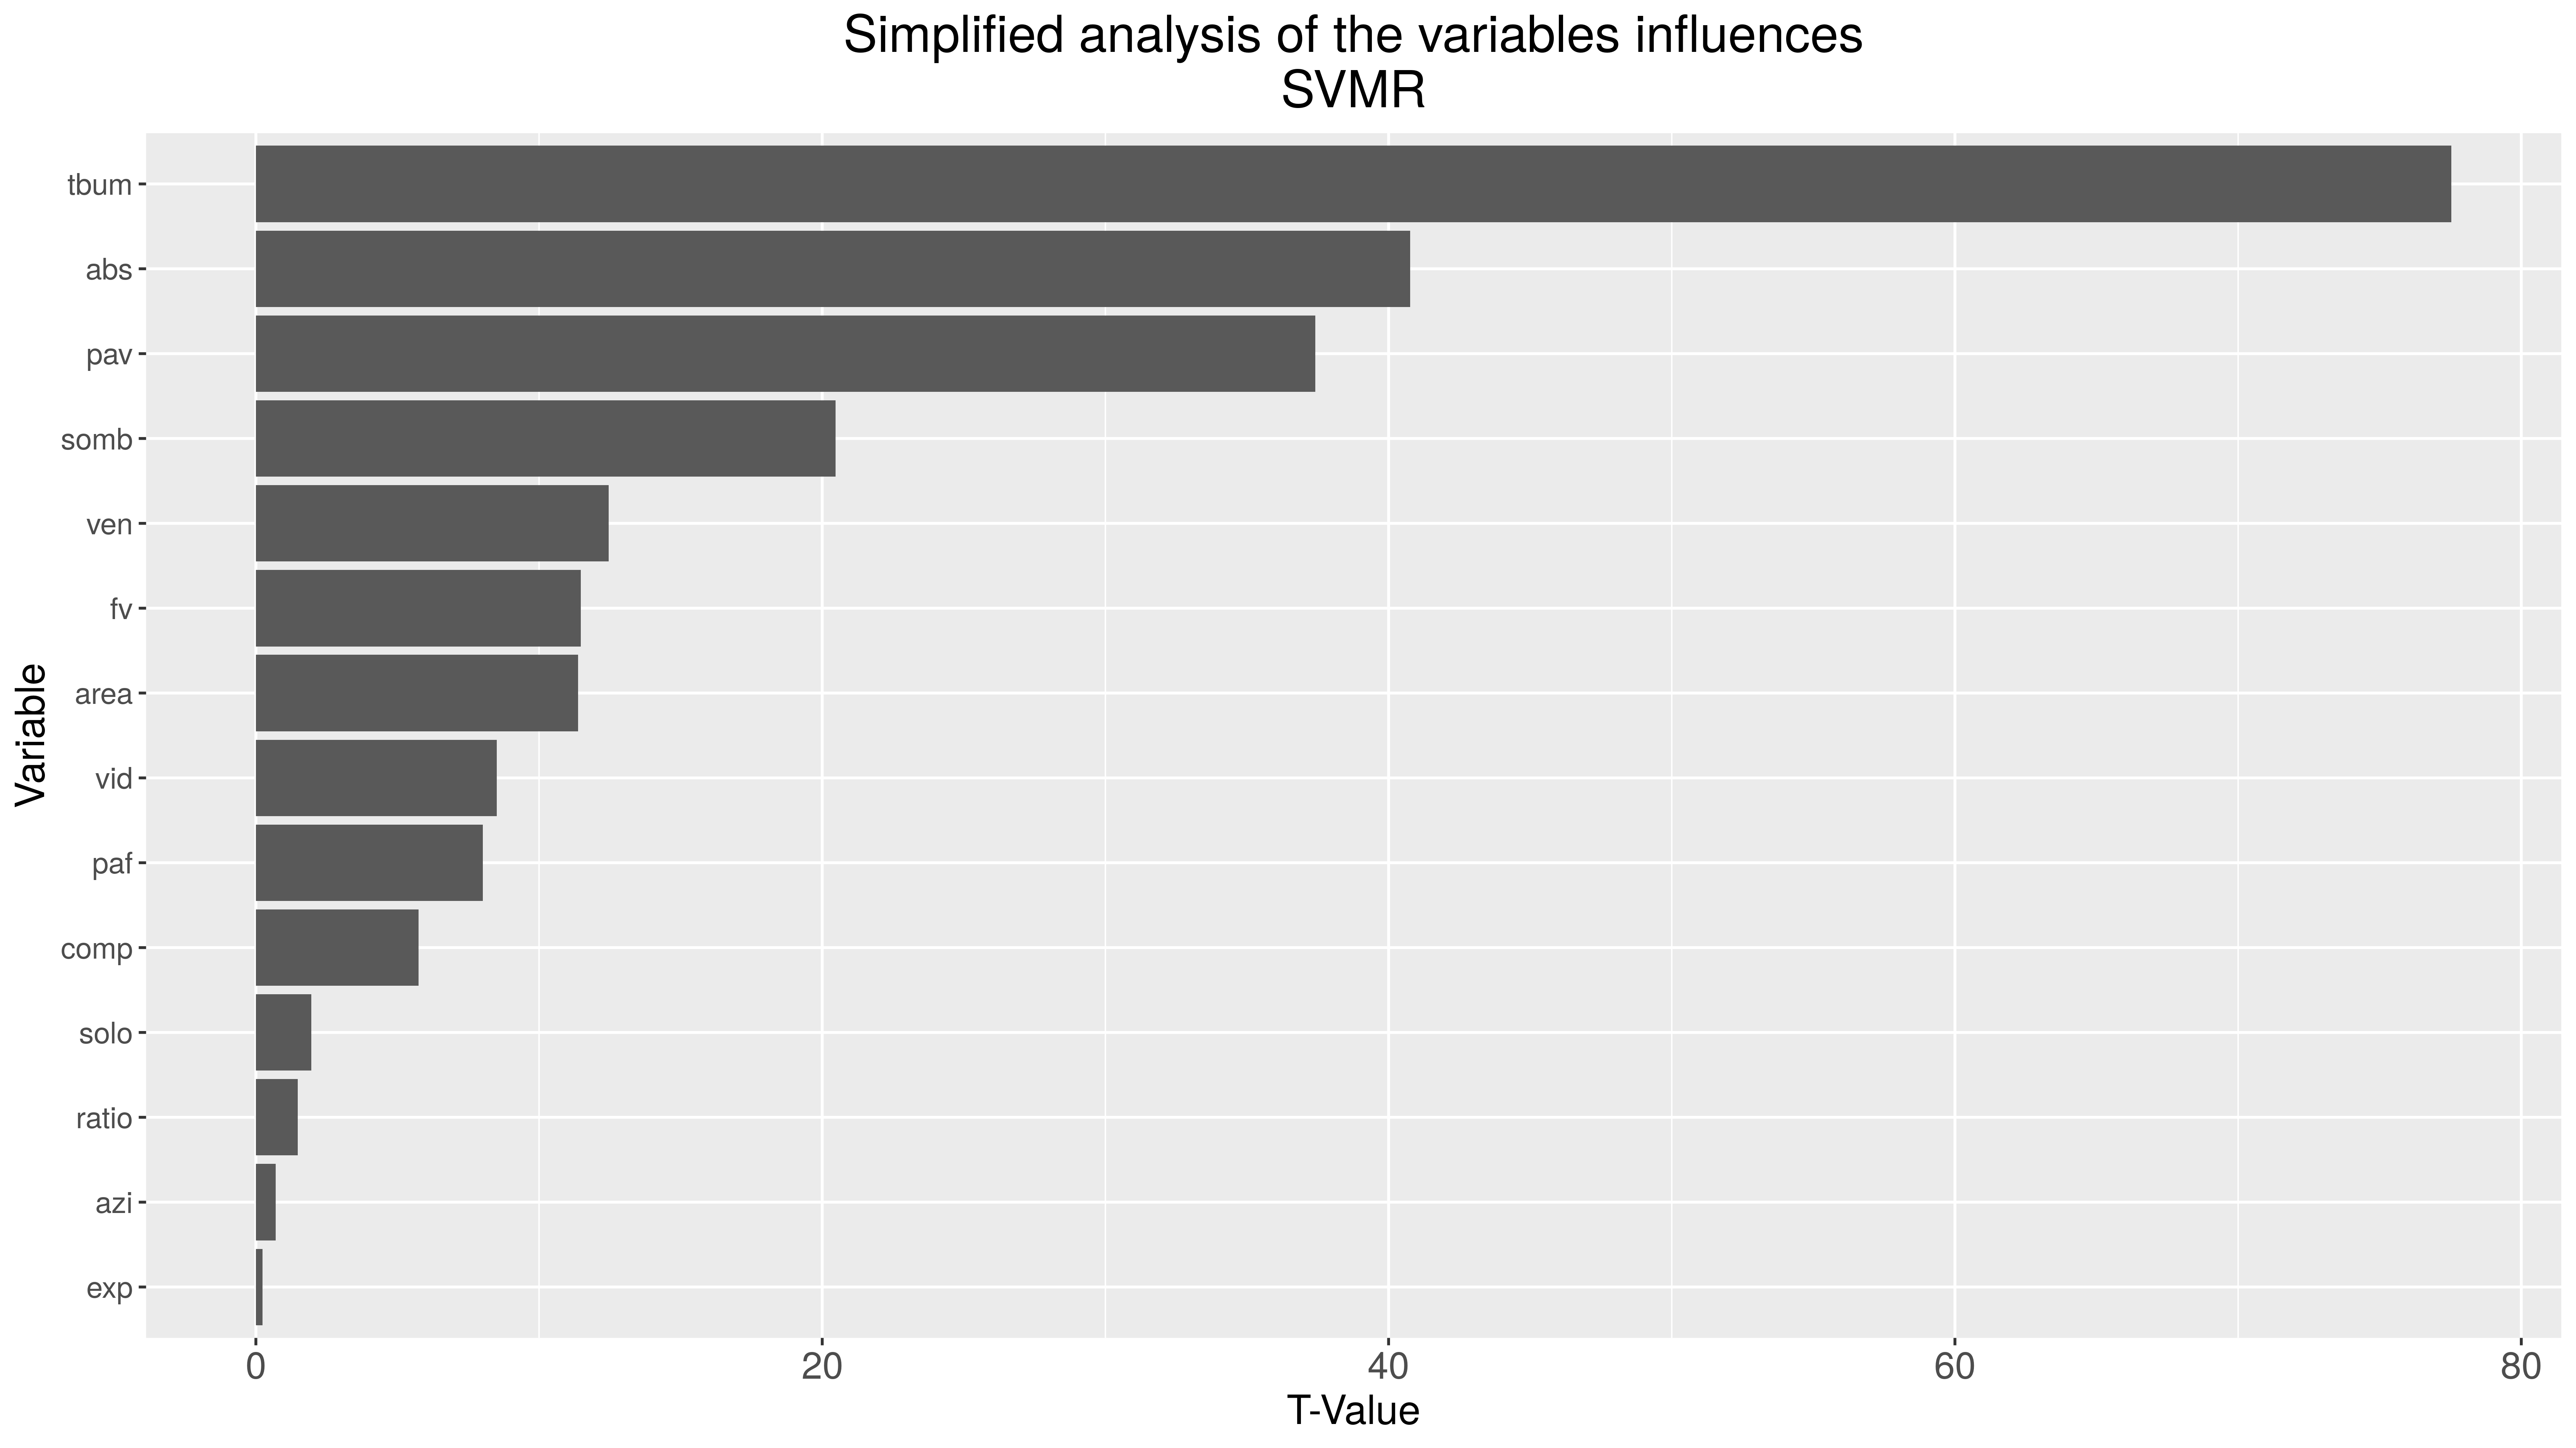 Simplified analysis of the variables influences
SVMR
Variable
tbum
abs
pav
somb
ven
fv
area
vid
paf
comp
solo
ratio
azi
exp
0 20 40 60 80
T-Value